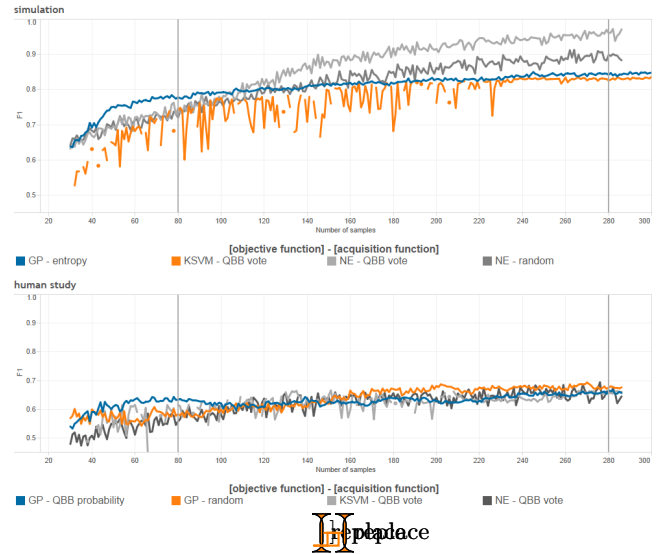 simulation
1.0
0.9
0.8
0.7
0.6
0.5
F1
20 40 60 80 100 120 140 160 180 200 220 240 260 280 300
Number of samples
[objective function] - [acquisition function]
GP - entropy KSVM - QBB vote NE - QBB vote NE - random
human study
1.0
0.9
0.8
0.7
0.6
0.5
F1
20 40 60 80 100 120 140 160 180 200 220 240 260 280 300
Number of samples
[objective function] - [acquisition function]
GP - QBB probability GP - random KSVM - QBB vote NE - QBB vote